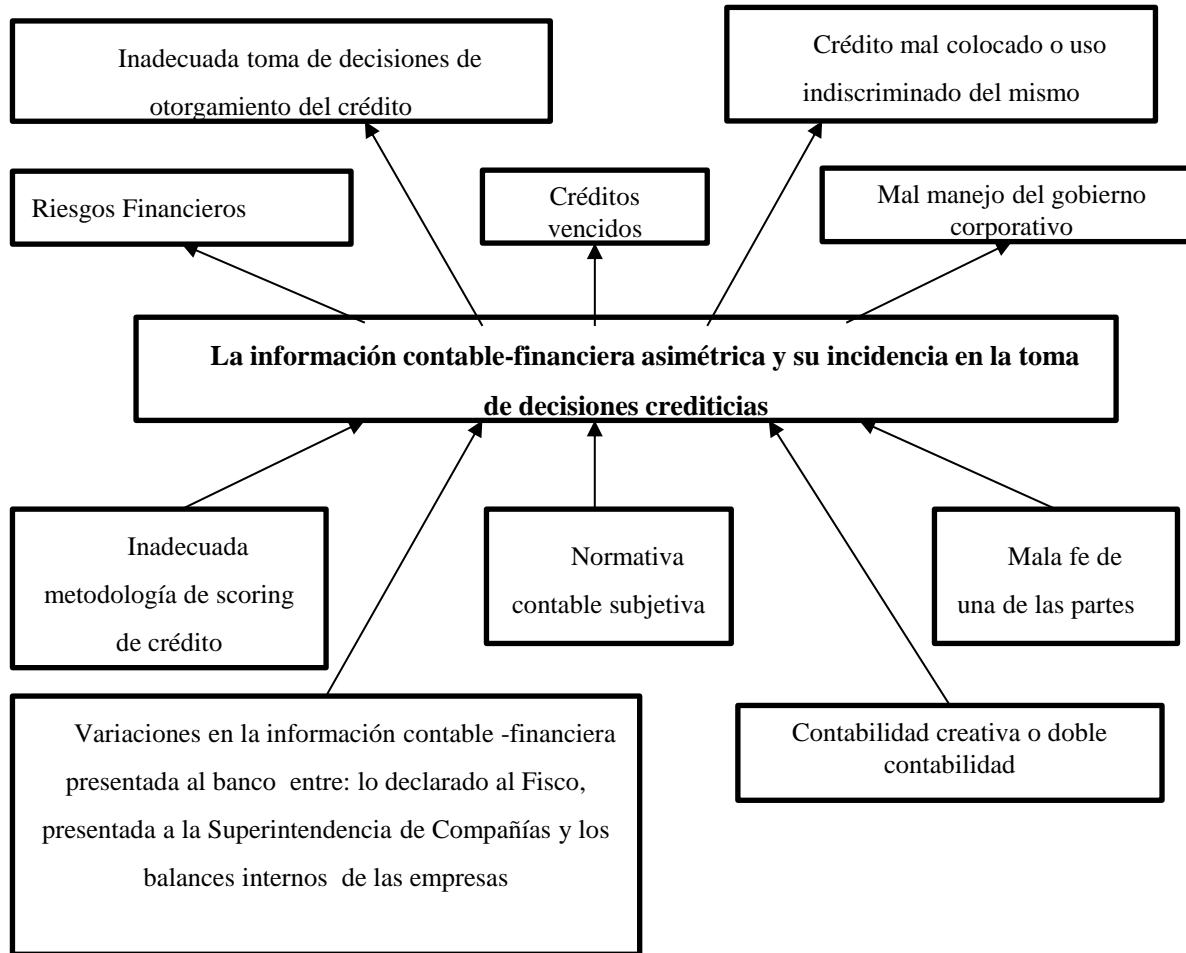 Inadecuada toma de decisiones de
otorgamiento del crédito
Crédito mal colocado o uso
indiscriminado del mismo
Riesgos Financieros
Créditos
vencidos
Mal manejo del gobierno
corporativo
La información contable-financiera asimétrica y su incidencia en la toma
de decisiones crediticias
Inadecuada
metodología de scoring
de crédito
Normativa
contable subjetiva
Mala fe de
una de las partes
Variaciones en la información contable -financiera
presentada al banco entre: lo declarado al Fisco,
presentada a la Superintendencia de Compañías y los
balances internos de las empresas
Contabilidad creativa o doble
contabilidad